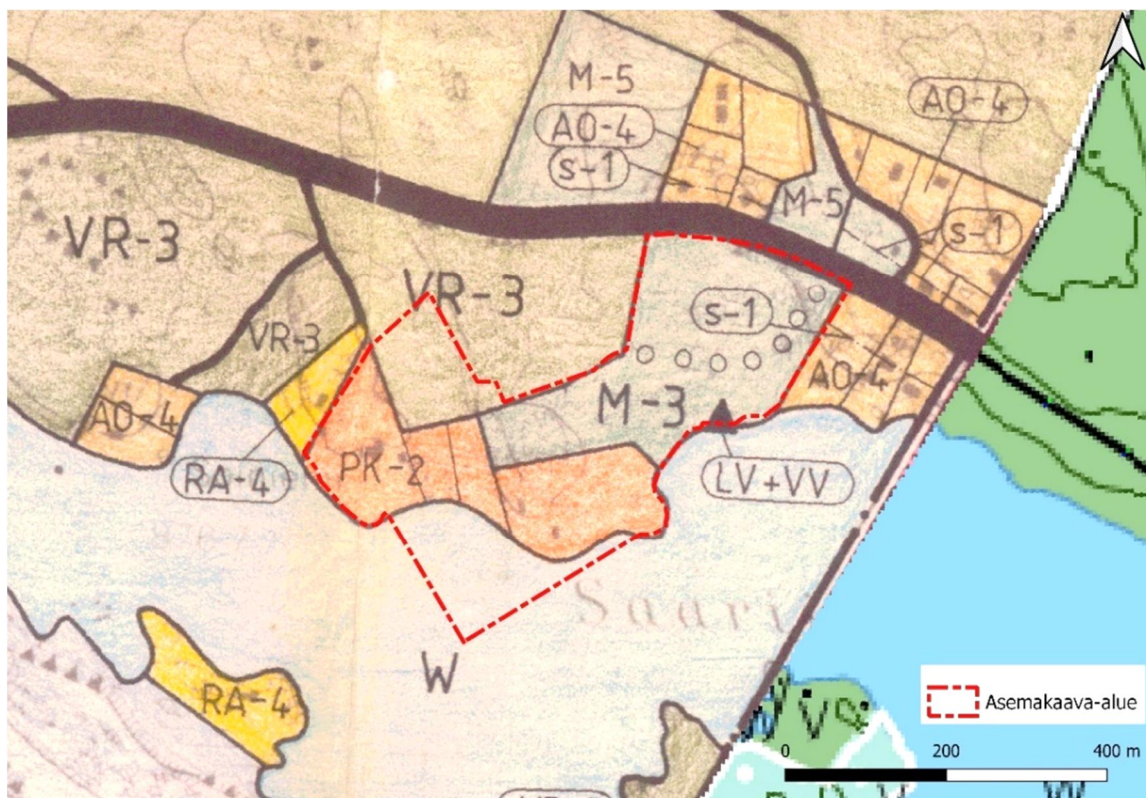 M-5
AO-4
s-1
AO-4
M-5
s-1
VR-3
VR-3
VR-3
s-1
AO-4
M-3
AO-4
PK-2
RA-4
LV+VV
Saari
W
RA-4
Asemakaava-alue
0 200 400 m